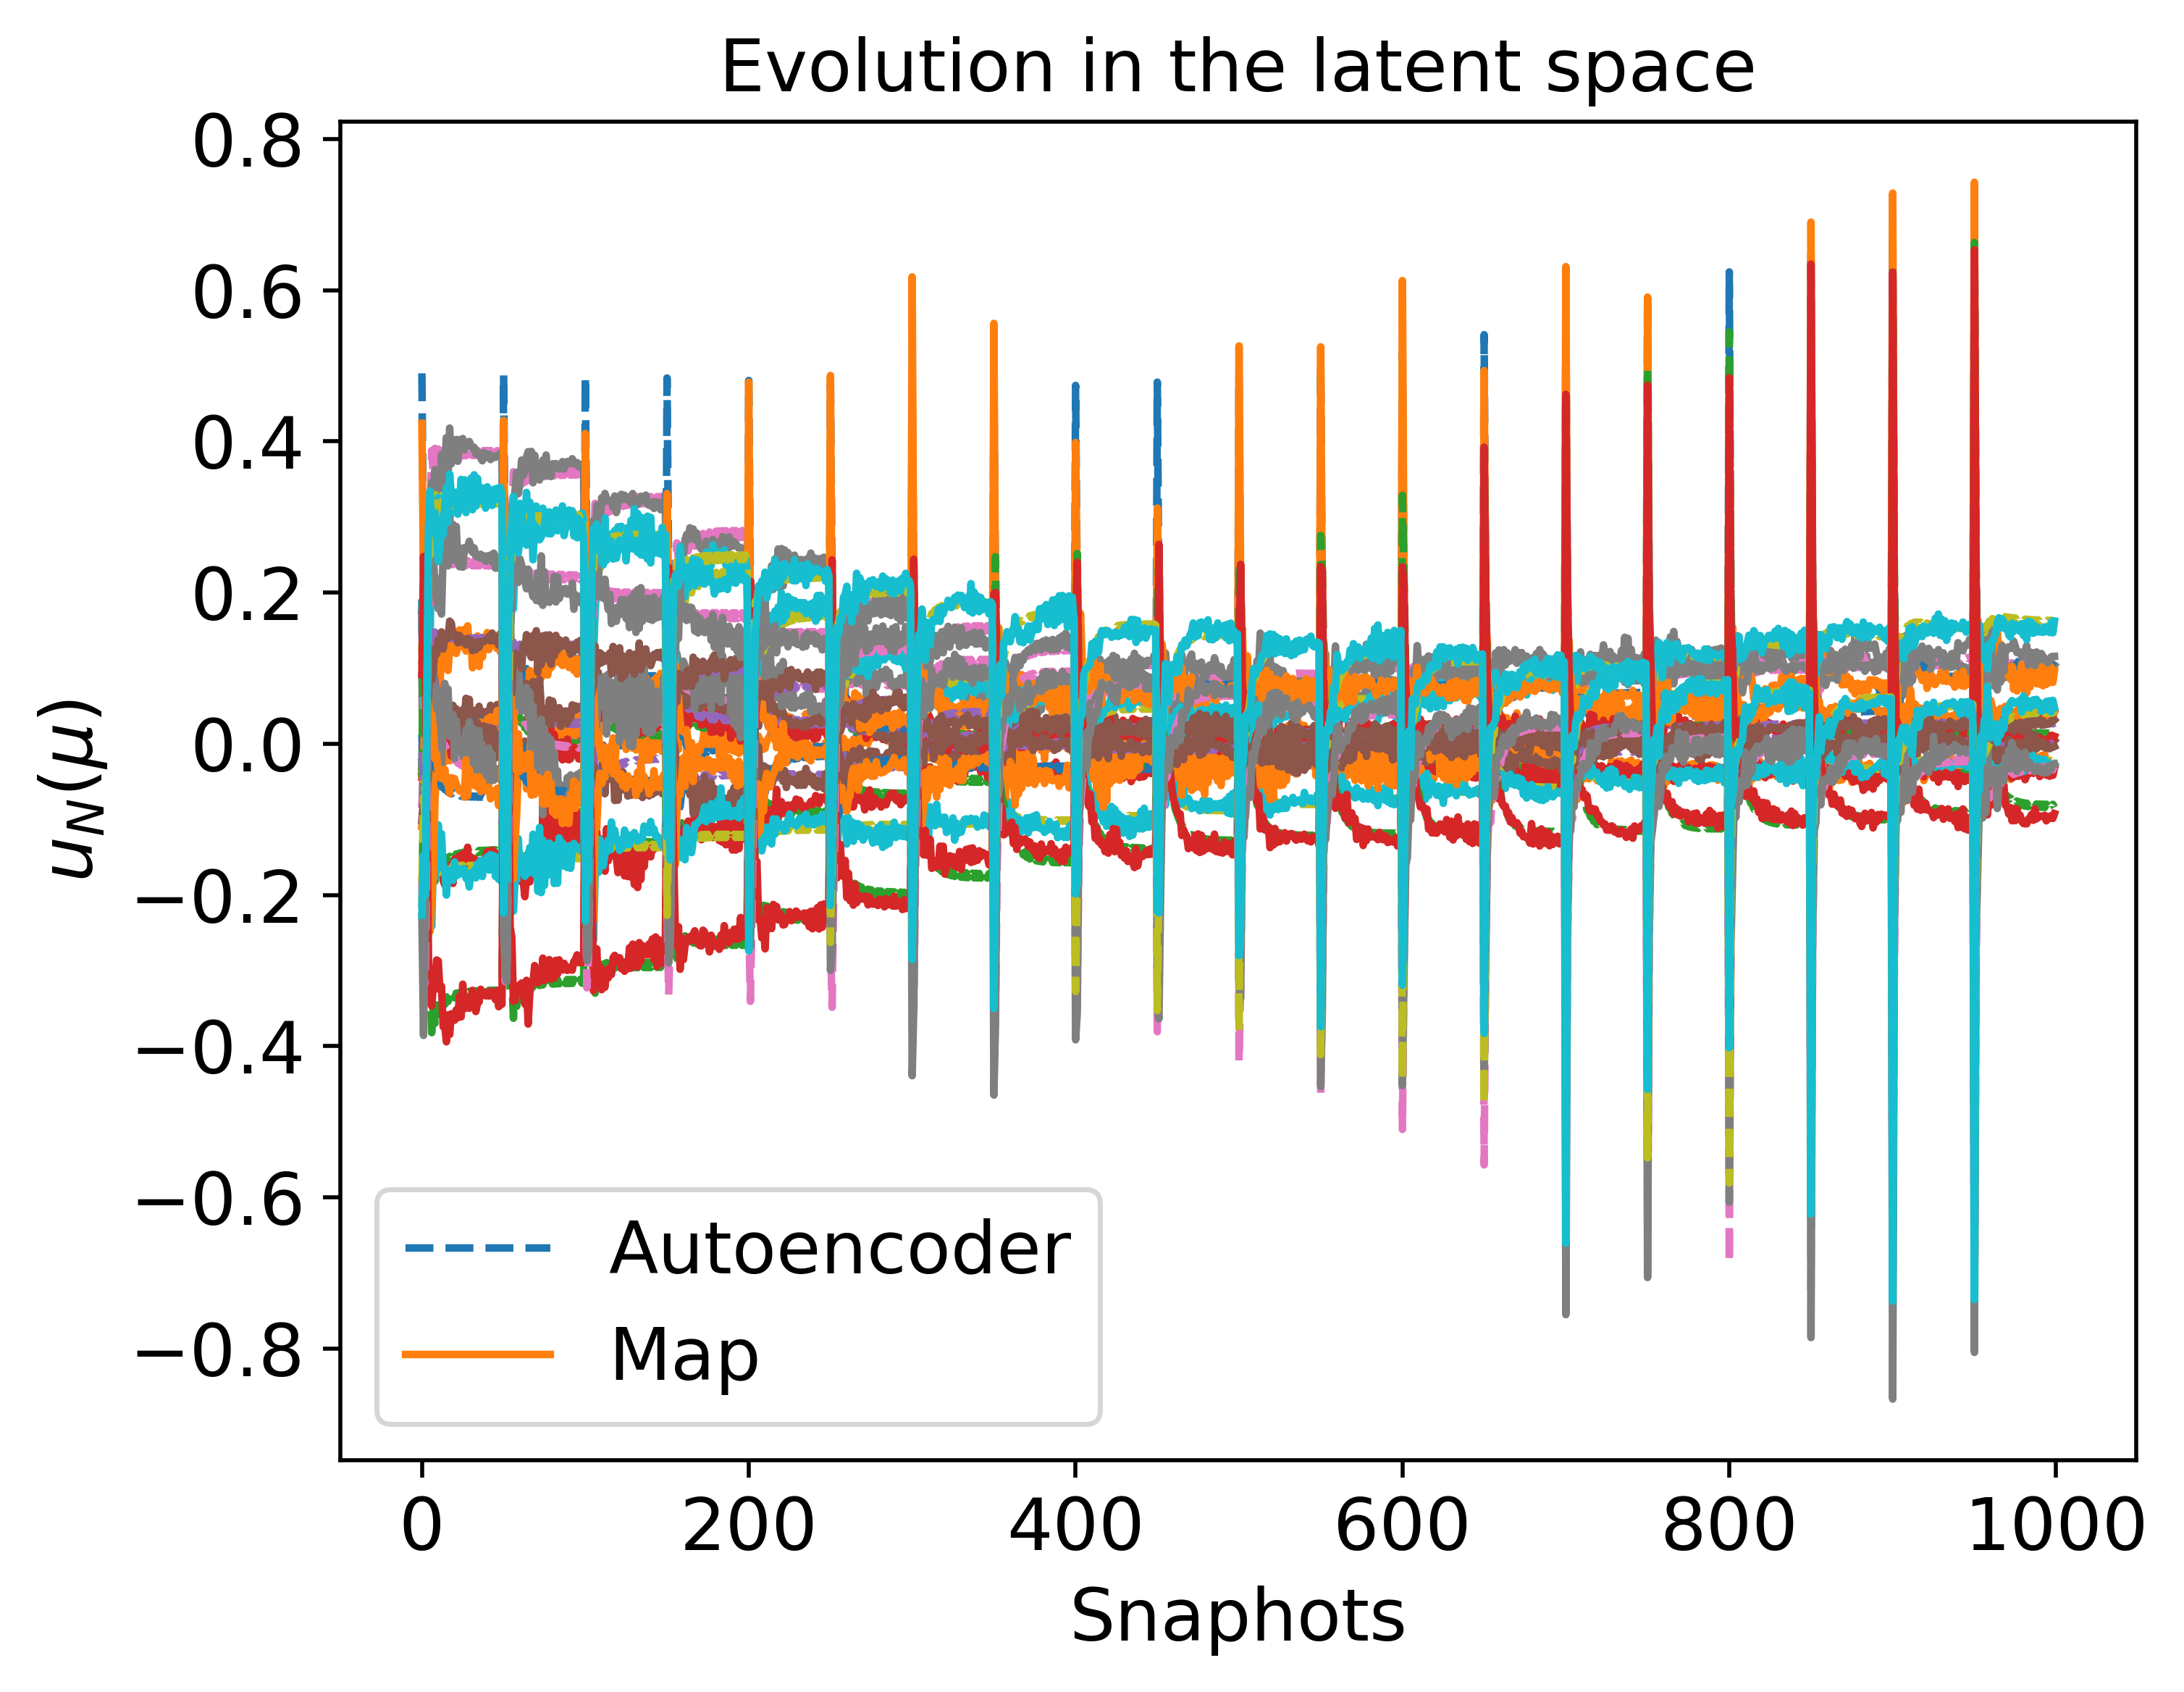 Evolution in the latent space
0.8
0.6
0.4
0.2
0.0
−0.2
−0.4
−0.6
−0.8
u_N(μ)
Autoencoder
Map
0 200 400 600 800 1000
Snaphots